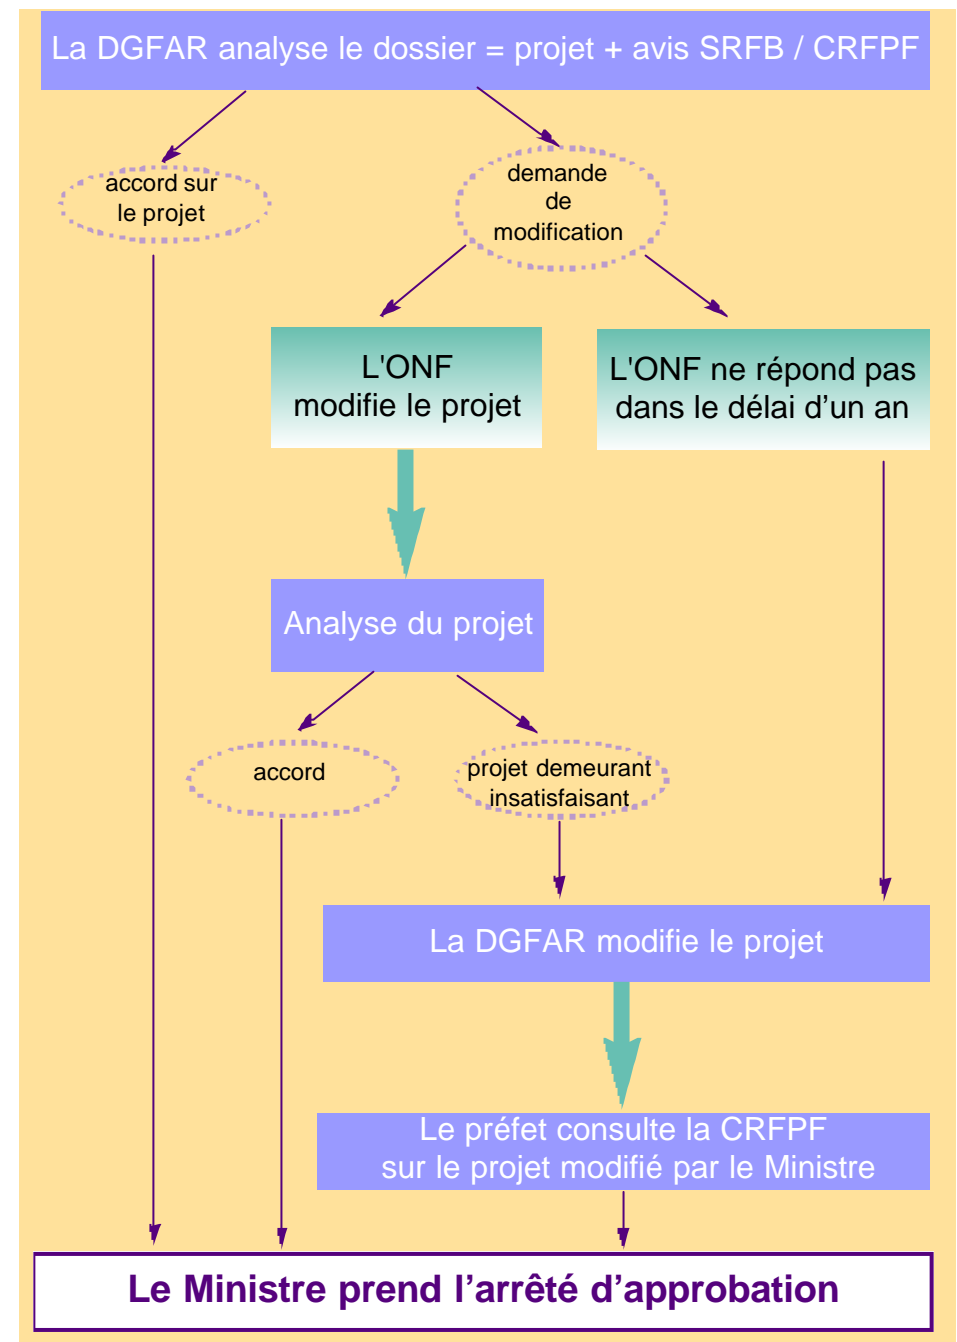 La DGFAR analyse le dossier = projet + avis SRFB / CRFPF
accord sur
le projet
demande
de
modification
L'ONF
modifie le projet
L'ONF ne répond pas
dans le délai d’un an
Analyse du projet
accord
projet demeurant
insatisfaisant
La DGFAR modifie le projet
Le préfet consulte la CRFPF
sur le projet modifié par le Ministre
Le Ministre prend l’arrêté d’approbation